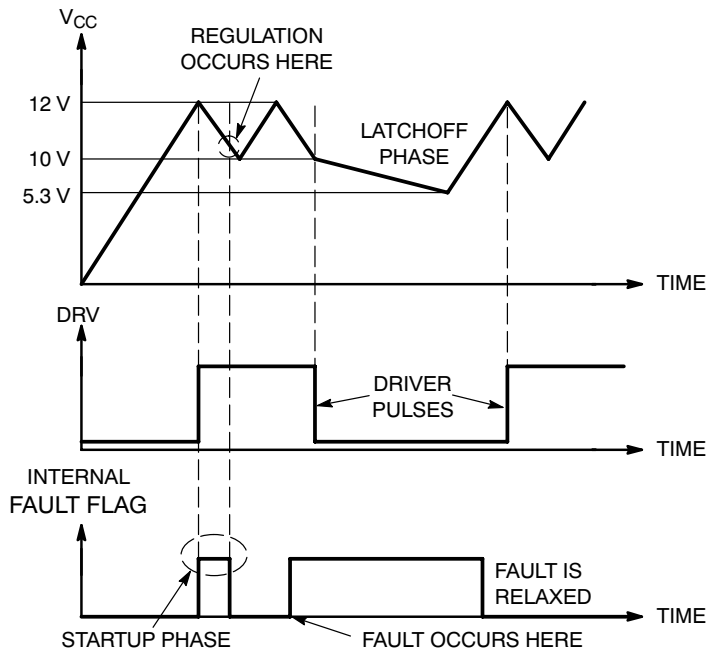 VCC
REGULATION
OCCURS HERE
12 V
10 V
5.3 V
LATCHOFF
PHASE
TIME
DRV
DRIVER
PULSES
TIME
INTERNAL
FAULT FLAG
FAULT IS
RELAXED
TIME
STARTUP PHASE
FAULT OCCURS HERE